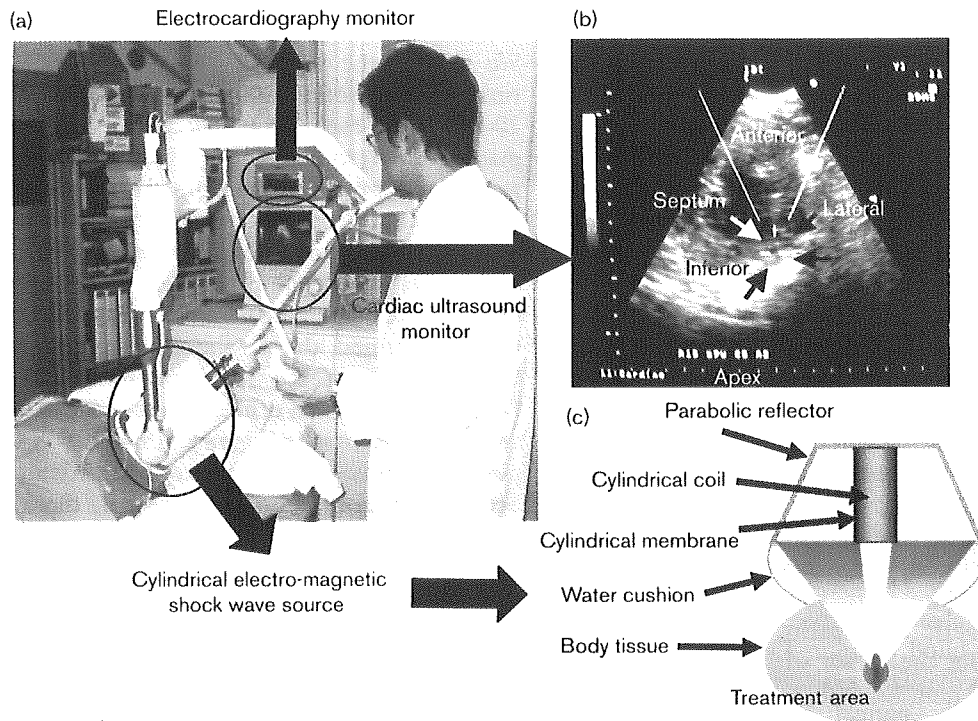 (a)
Electrocardiography monitor
Cardiac ultrasound
monitor
Cylindrical electro-magnetic
shock wave source
(b)
Anterior
Septum
Lateral
Inferior
Apex
(c)
Parabolic reflector
Cylindrical coil
Cylindrical membrane
Water cushion
Body tissue
Treatment area